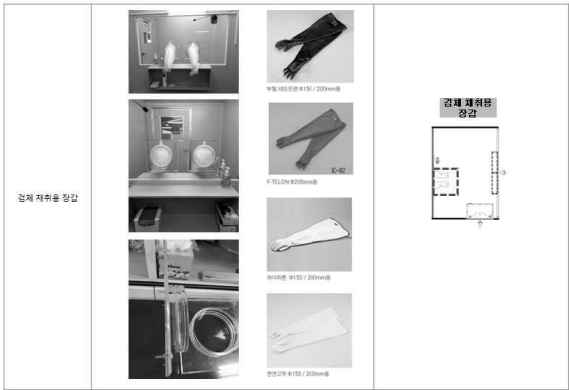 검체 채취용 장갑
부틸 네오프렌 Φ150 / 200mm용
K-92
F-TELON Φ200mm용
하이파론 Φ150 / 200mm용
천연고무 Φ150 / 200mm용
검체 채취용
장갑